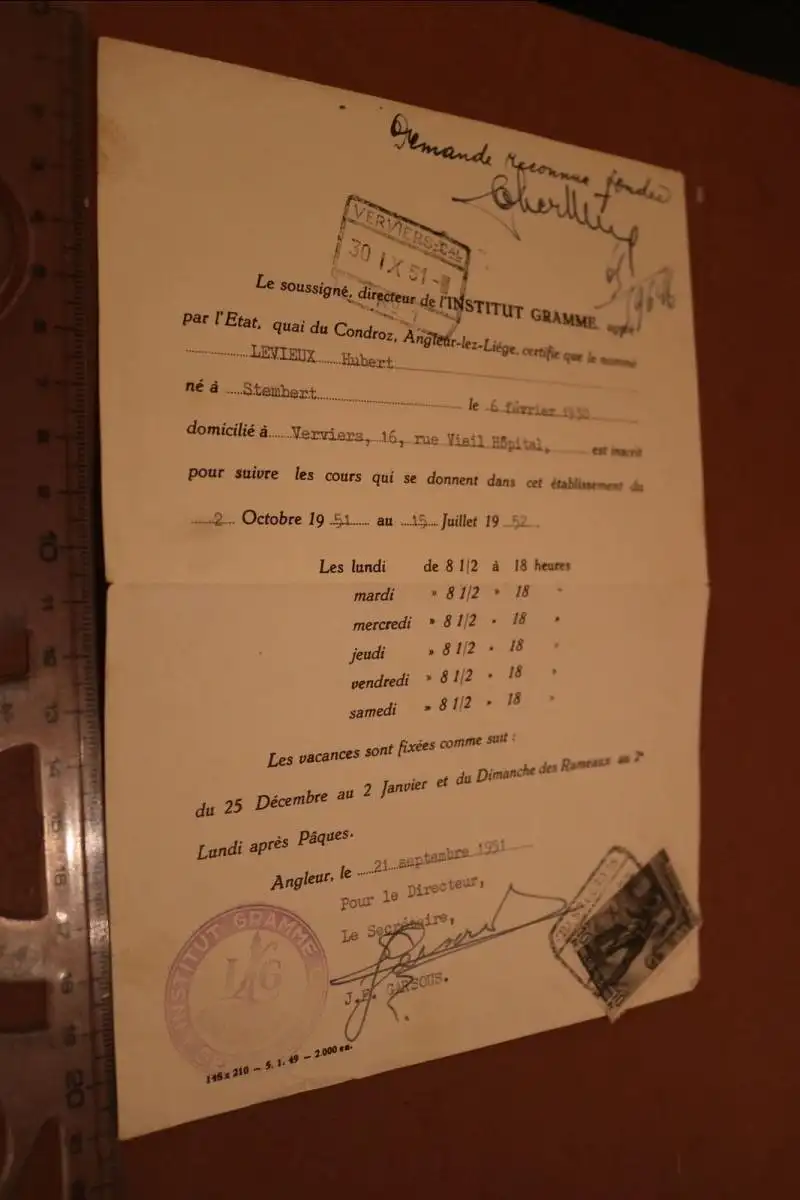 Demande reconnue fondée
VERVIERS-DAL
30 IX 51-
Le soussigné, directeur de l'INSTITUT GRAMME,
par l'Etat, quai du Condroz, Angleur-lez-Liége, certifie que le nommé
LEVIEUX Hubert
né à Stembert le 6 février 1930
domicilié à Verviers, 16, rue Vieil Hôpital, est inscrit
pour suivre les cours qui se donnent dans cet établissement du
2 Octobre 1951 au 15 Juillet 1952
Les lundi de 8 1/2 à 18 heures
mardi » 8 1/2 » 18 »
mercredi » 8 1/2 » 18 »
jeudi » 8 1/2 » 18 »
vendredi » 8 1/2 » 18 »
samedi » 8 1/2 » 18 »
Les vacances sont fixées comme suit :
du 25 Décembre au 2 Janvier et du Dimanche des Rameaux au 2e
Lundi après Pâques.
Angleur, le 21 septembre 1951
Pour le Directeur,
Le Secrétaire,
J.E. GARSOUS.
INSTITUT GRAMME
LIG
145 x 210 — 5. 1. 49 — 2.000 ex.